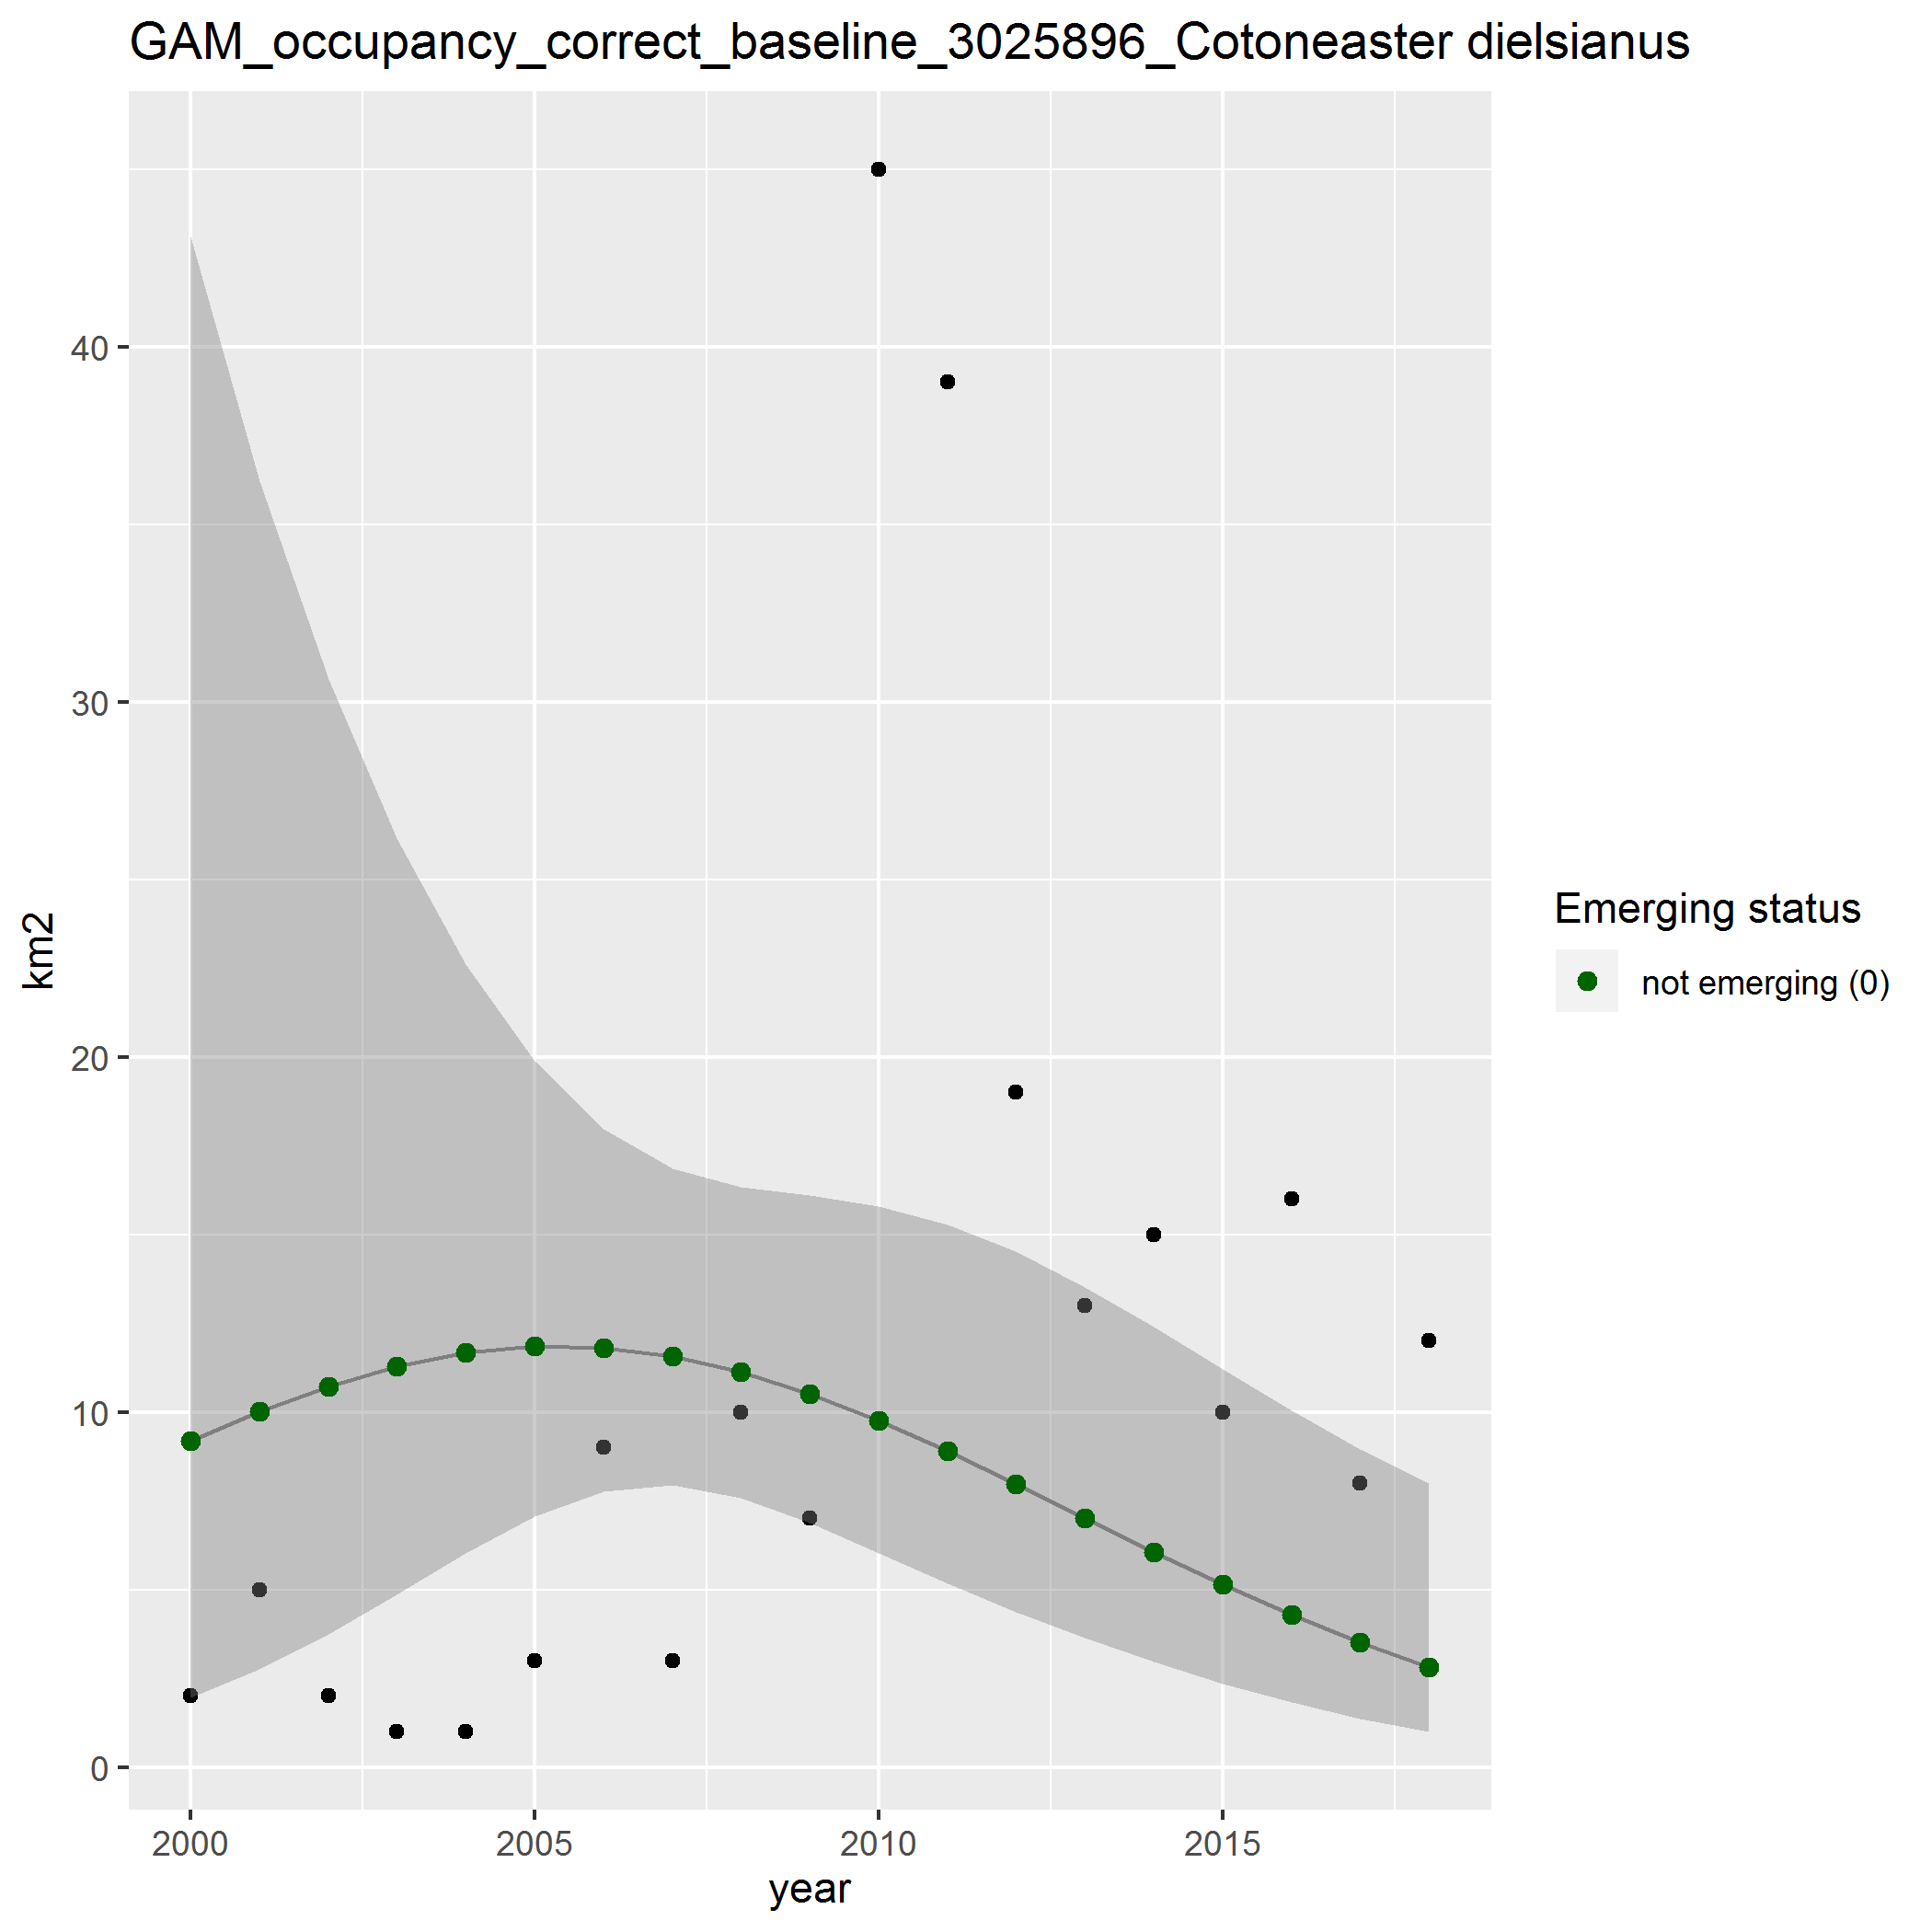 GAM_occupancy_correct_baseline_3025896_Cotoneaster dielsianus
40
30
20
10
0
km2
2000 2005 2010 2015
year
Emerging status
not emerging (0)